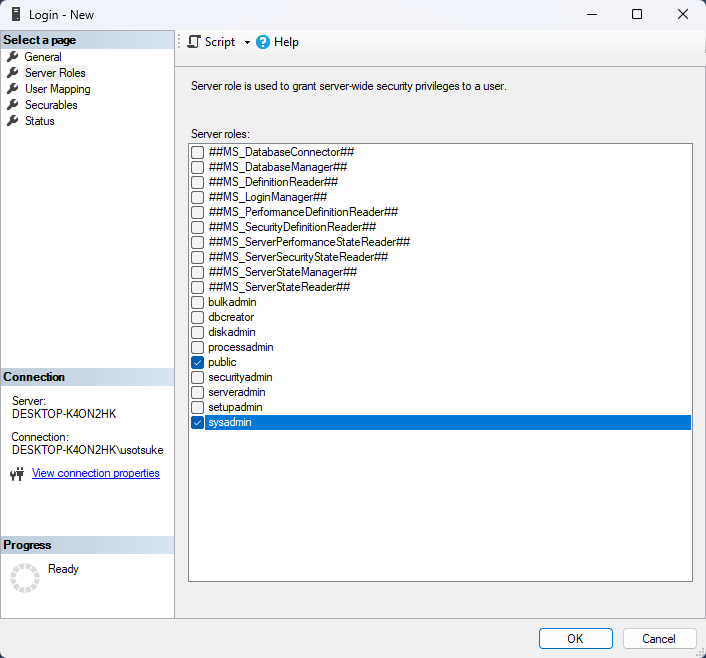 Login - New
Select a page
General
Server Roles
User Mapping
Securables
Status
Script
Help
Server role is used to grant server-wide security privileges to a user.
Server roles:
##MS_DatabaseConnector##
##MS_DatabaseManager##
##MS_DefinitionReader##
##MS_LoginManager##
##MS_PerformanceDefinitionReader##
##MS_SecurityDefinitionReader##
##MS_ServerPerformanceStateReader##
##MS_ServerSecurityStateReader##
##MS_ServerStateManager##
##MS_ServerStateReader##
bulkadmin
dbcreator
diskadmin
processadmin
public
securityadmin
serveradmin
setupadmin
sysadmin
Connection
Server:
DESKTOP-K4ON2HK
Connection:
DESKTOP-K4ON2HK\usotsuke
View connection properties
Progress
Ready
OK
Cancel